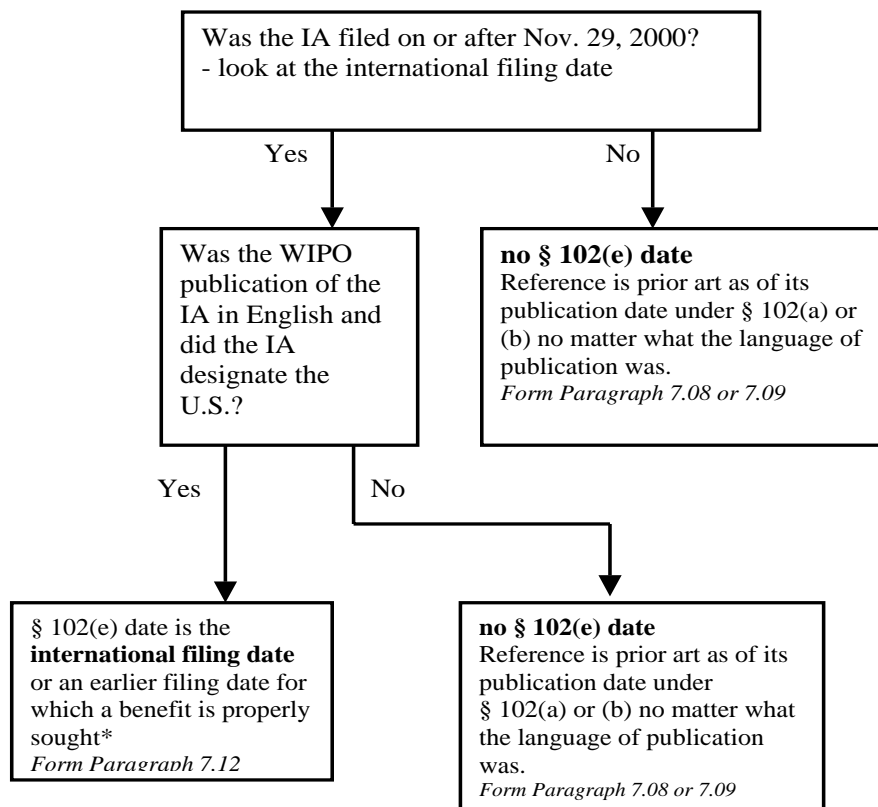 Was the IA filed on or after Nov. 29, 2000?
- look at the international filing date
Yes
No
Was the WIPO
publication of the
IA in English and
did the IA
designate the
U.S.?
no § 102(e) date
Reference is prior art as of its
publication date under § 102(a) or
(b) no matter what the language of
publication was.
Form Paragraph 7.08 or 7.09
Yes
No
§ 102(e) date is the
international filing date
or an earlier filing date for
which a benefit is properly
sought*
Form Paragraph 7.12
no § 102(e) date
Reference is prior art as of its
publication date under
§ 102(a) or (b) no matter what
the language of publication
was.
Form Paragraph 7.08 or 7.09